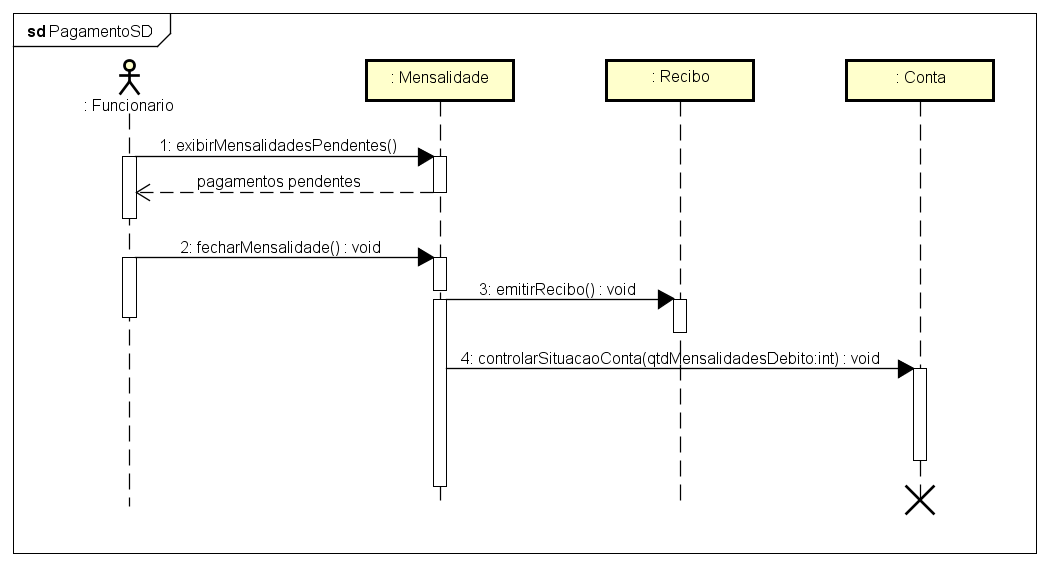 sd PagamentoSD
: Funcionario
: Mensalidade
: Recibo
: Conta
1: exibirMensalidadesPendentes()
pagamentos pendentes
2: fecharMensalidade() : void
3: emitirRecibo() : void
4: controlarSituacaoConta(qtdMensalidadesDebito:int) : void